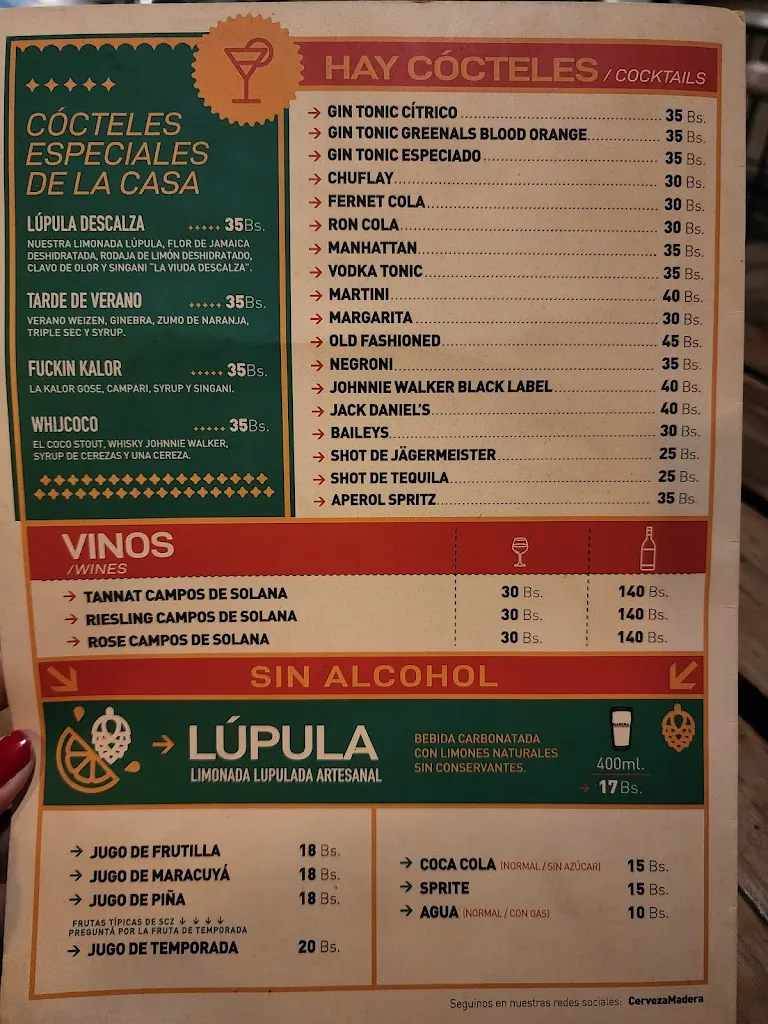 CÓCTELES
ESPECIALES
DE LA CASA
LÚPULA DESCALZA 35Bs.
NUESTRA LIMONADA LÚPULA, FLOR DE JAMAICA
DESHIDRATADA, RODAJA DE LIMÓN DESHIDRATADO,
CLAVO DE OLOR Y SINGANI "LA VIUDA DESCALZA".
TARDE DE VERANO 35Bs.
VERANO WEIZEN, GINEBRA, ZUMO DE NARANJA,
TRIPLE SEC Y SYRUP.
FUCKIN KALOR 35Bs.
LA KALOR GOSE, CAMPARI, SYRUP Y SINGANI.
WHIJCOCO 35Bs.
EL COCO STOUT, WHISKY JOHNNIE WALKER,
SYRUP DE CEREZAS Y UNA CEREZA.
HAY CÓCTELES / COCKTAILS
GIN TONIC CÍTRICO 35 Bs.
GIN TONIC GREENALS BLOOD ORANGE 35 Bs.
GIN TONIC ESPECIADO 35 Bs.
CHUFLAY 30 Bs.
FERNET COLA 30 Bs.
RON COLA 30 Bs.
MANHATTAN 35 Bs.
VODKA TONIC 35 Bs.
MARTINI 40 Bs.
MARGARITA 30 Bs.
OLD FASHIONED 45 Bs.
NEGRONI 35 Bs.
JOHNNIE WALKER BLACK LABEL 40 Bs.
JACK DANIEL'S 40 Bs.
BAILEYS 30 Bs.
SHOT DE JÄGERMEISTER 25 Bs.
SHOT DE TEQUILA 25 Bs.
APEROL SPRITZ 35 Bs.
VINOS
/WINES
TANNAT CAMPOS DE SOLANA 30 Bs. 140 Bs.
RIESLING CAMPOS DE SOLANA 30 Bs. 140 Bs.
ROSE CAMPOS DE SOLANA 30 Bs. 140 Bs.
SIN ALCOHOL
LÚPULA
LIMONADA LUPULADA ARTESANAL
BEBIDA CARBONATADA
CON LIMONES NATURALES
SIN CONSERVANTES.
MADERA
400ml.
17Bs.
JUGO DE FRUTILLA 18 Bs.
JUGO DE MARACUYÁ 18 Bs.
JUGO DE PIÑA 18 Bs.
FRUTAS TÍPICAS DE SCZ
PREGUNTÁ POR LA FRUTA DE TEMPORADA
JUGO DE TEMPORADA 20 Bs.
COCA COLA (NORMAL / SIN AZÚCAR) 15 Bs.
SPRITE 15 Bs.
AGUA (NORMAL / CON GAS) 10 Bs.
Seguinos en nuestras redes sociales: CervezaMadera